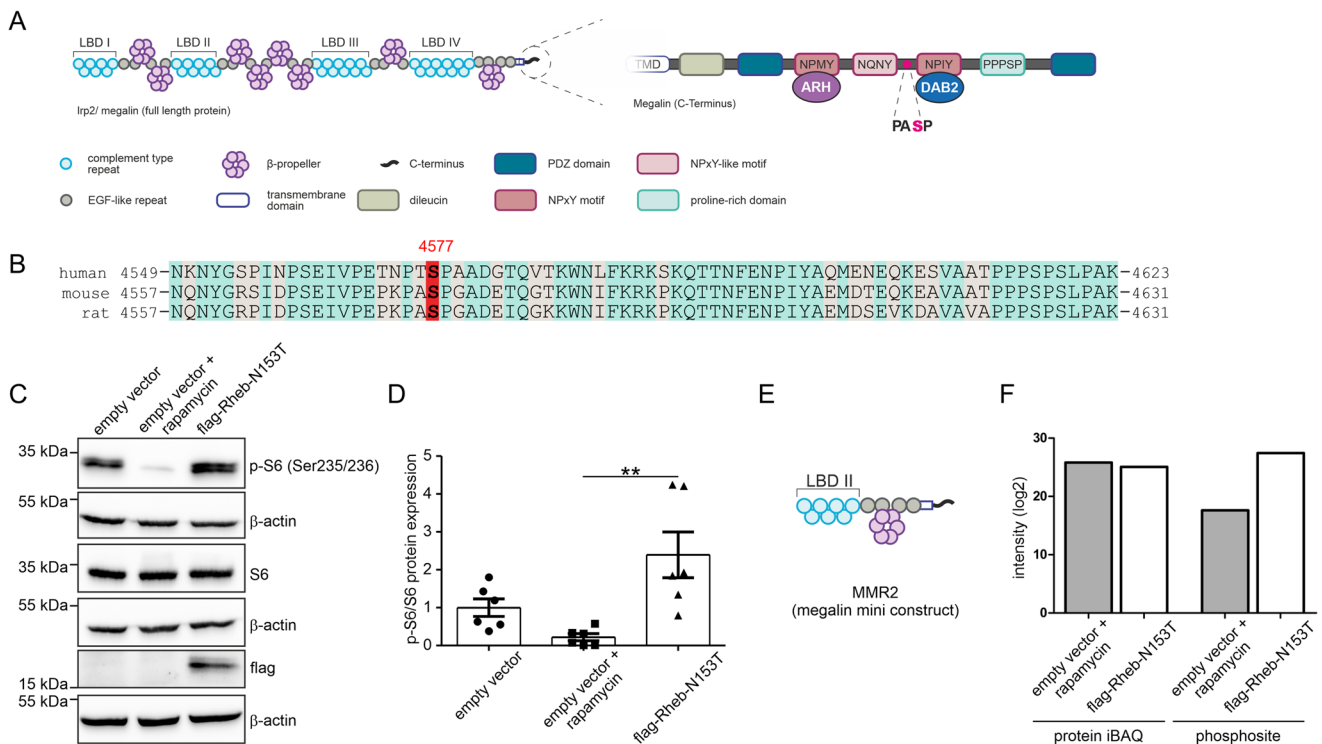 A
LBD I
LBD II
LBD III
LBD IV
lrp2/ megalin (full length protein)
TMD
NPMY
NQNY
NPIY
PPPSP
ARH
DAB2
Megalin (C-Terminus)
PASP
complement type
repeat
β-propeller
C-terminus
PDZ domain
NPxY-like motif
EGF-like repeat
transmembrane
domain
dileucin
NPxY motif
proline-rich domain
B
4577
human 4549 NKNYGSPINPSEIVPETNPTSPAADGTQVTKWNLFKRKSKQTTNFENPIYAQMENEQKESVAATPPPSPSLPAK 4623
mouse 4557 NQNYGRSIDPSEIVPEPKPASPGADETQGTKWNIFKRKPKQTTNFENPIYAEMDTEQKEAVAATPPPSPSLPAK 4631
rat 4557 NQNYGRPIDPSEIVPEPKPASPGADEIQGKKWNIFKRKPKQTTNFENPIYAEMDSEVKDAVAVAPPPSPSLPAK 4631
C
empty vector
empty vector +
rapamycin
flag-Rheb-N153T
35 kDa
p-S6 (Ser235/236)
55 kDa
β-actin
35 kDa
S6
55 kDa
β-actin
flag
15 kDa
55 kDa
β-actin
D
p-S6/S6 protein expression
5
4
3
2
1
0
**
empty vector
empty vector +
rapamycin
flag-Rheb-N153T
E
LBD II
MMR2
(megalin mini construct)
F
intensity (log2)
30
20
10
0
empty vector +
rapamycin
flag-Rheb-N153T
empty vector +
rapamycin
flag-Rheb-N153T
protein iBAQ
phosphosite